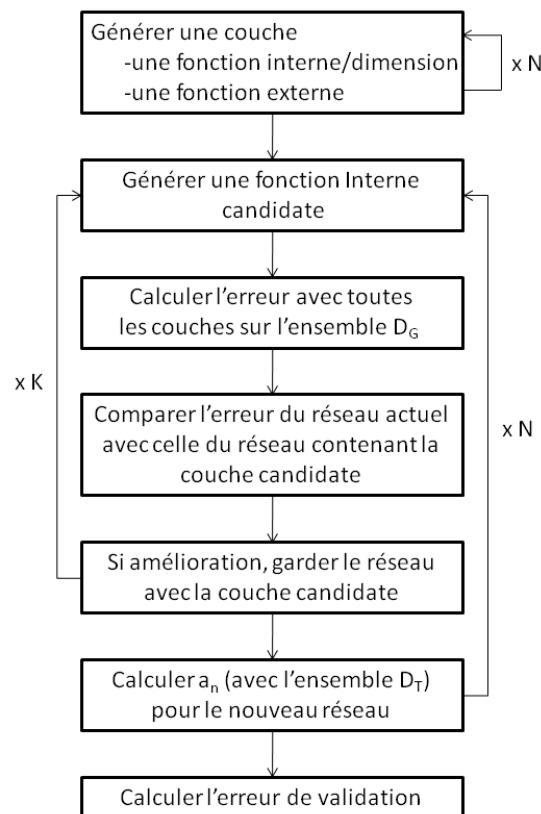 Générer une couche
-une fonction interne/dimension
-une fonction externe
x N
Générer une fonction Interne
candidate
Calculer l'erreur avec toutes
les couches sur l'ensemble D_G
x K
Comparer l'erreur du réseau actuel
avec celle du réseau contenant la
couche candidate
x N
Si amélioration, garder le réseau
avec la couche candidate
Calculer a_n (avec l'ensemble D_T)
pour le nouveau réseau
Calculer l'erreur de validation